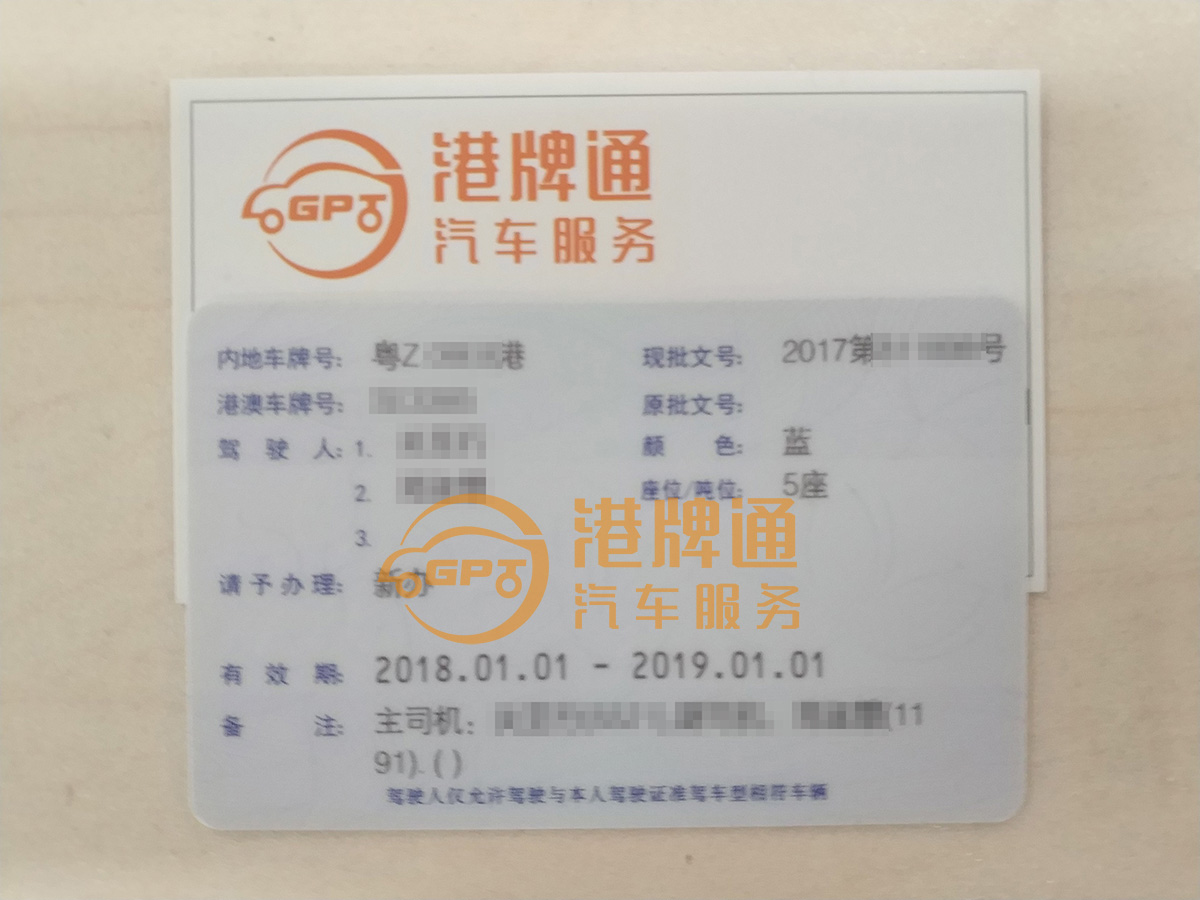 GPT
港牌通
汽车服务
内地车牌号: 粤Z 港
现批文号: 2017第 号
港澳车牌号:
原批文号:
驾驶人: 1.
颜色: 蓝
2.
座位/吨位: 5座
3.
GPT
港牌通
汽车服务
请予办理: 新办
有效期: 2018.01.01 - 2019.01.01
备注: 主司机: (11
91). ( )
驾驶人仅允许驾驶与本人驾驶证准驾车型相符车辆